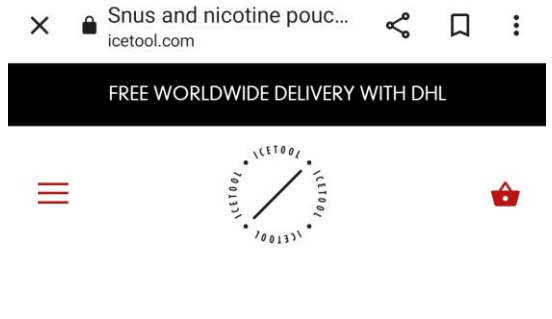 Snus and nicotine pouc...
icetool.com
FREE WORLDWIDE DELIVERY WITH DHL
ICETOOL • ICETOOL • ICETOOL • ICETOOL •